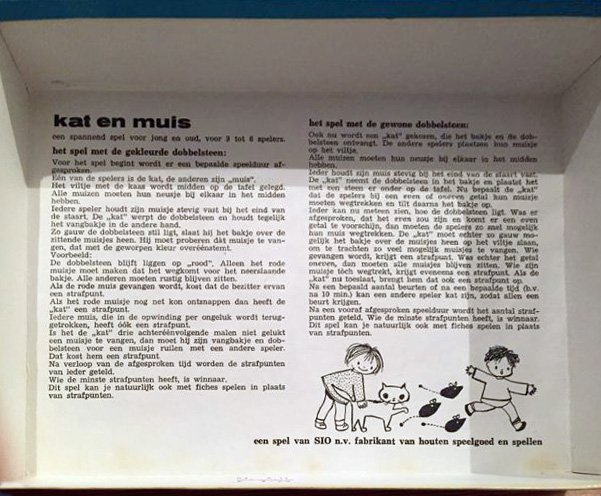 kat en muis
een spannend spel voor jong en oud, voor 3 tot 6 spelers.
het spel met de gekleurde dobbelsteen:
Voor het spel begint wordt er een bepaalde speelduur af-
gesproken.
Eén van de spelers is de kat, de anderen zijn „muis”.
Het viltje met de kaas wordt midden op de tafel gelegd.
Alle muizen moeten hun neusje bij elkaar in het midden
hebben.
Iedere speler houdt zijn muisje stevig vast bij het eind van
de staart. De „kat” werpt de dobbelsteen en houdt tegelijk
het vangbakje in de andere hand.
Zo gauw de dobbelsteen stil ligt, slaat hij het bakje over de
zittende muisjes heen. Hij moet proberen dát muisje te van-
gen, dat met de geworpen kleur overéénstemt.
Voorbeeld:
De dobbelsteen blijft liggen op „rood”. Alleen het rode
muisje moet maken dat het wegkomt voor het neerslaande
bakje. Alle anderen moeten rustig blijven zitten.
Als de rode muis gevangen wordt, kost dat de bezitter ervan
een strafpunt.
Als het rode muisje nog net kon ontsnappen dan heeft de
„kat” een strafpunt.
Iedere muis, die in de opwinding per ongeluk wordt terug-
getrokken, heeft óók een strafpunt.
Is het de „kat” drie achteréénvolgende malen niet gelukt
een muisje te vangen, dan moet hij zijn vangbakje en dob-
belsteen voor een muisje ruilen met een andere speler.
Dat kost hem een strafpunt.
Na verloop van de afgesproken tijd worden de strafpunten
van ieder geteld.
Wie de minste strafpunten heeft, is winnaar.
Dit spel kan je natuurlijk ook met fiches spelen in plaats
van strafpunten.
het spel met de gewone dobbelsteen:
Ook nu wordt een „kat” gekozen, die het bakje en de dob-
belsteen ontvangt. De andere spelers plaatsen hun muisje
op het viltje.
Alle muizen moeten hun neusje bij elkaar in het midden
hebben.
Ieder houdt zijn muis stevig bij het eind van de staart vast.
De „kat” neemt de dobbelsteen in het bakje en plaatst het
met een steen er onder op de tafel. Nu bepaalt de „kat”
dat de spelers bij een even of oneven getal hun muisje
moeten wegtrekken en tilt daarna het bakje op.
Ieder kan nu meteen zien, hoe de dobbelsteen ligt. Was er
afgesproken, dat het even zou zijn en komt er een even
getal te voorschijn, dan moeten de spelers zo snel mogelijk
hun muis wegtrekken. De „kat” moet echter zo gauw mo-
gelijk het bakje over de muisjes heen op het viltje slaan,
om te trachten zo veel mogelijk muisjes te vangen. Wie
gevangen wordt, krijgt een strafpunt. Was echter het getal
oneven, dan moeten alle muisjes blijven zitten. Wie zijn
muisje tóch wegtrekt, krijgt eveneens een strafpunt. Als de
„kat” nu toeslaat, brengt hem dat ook een strafpunt op.
Na een bepaald aantal beurten of na een bepaalde tijd (b.v.
na 10 min.) kan een andere speler kat zijn, zodat allen een
beurt krijgen.
Na een vooraf afgesproken speelduur wordt het aantal straf-
punten geteld. Wie de minste strafpunten heeft, is winnaar.
Dit spel kan je natuurlijk ook met fiches spelen in plaats
van strafpunten.
een spel van SIO n.v. fabrikant van houten speelgoed en spellen